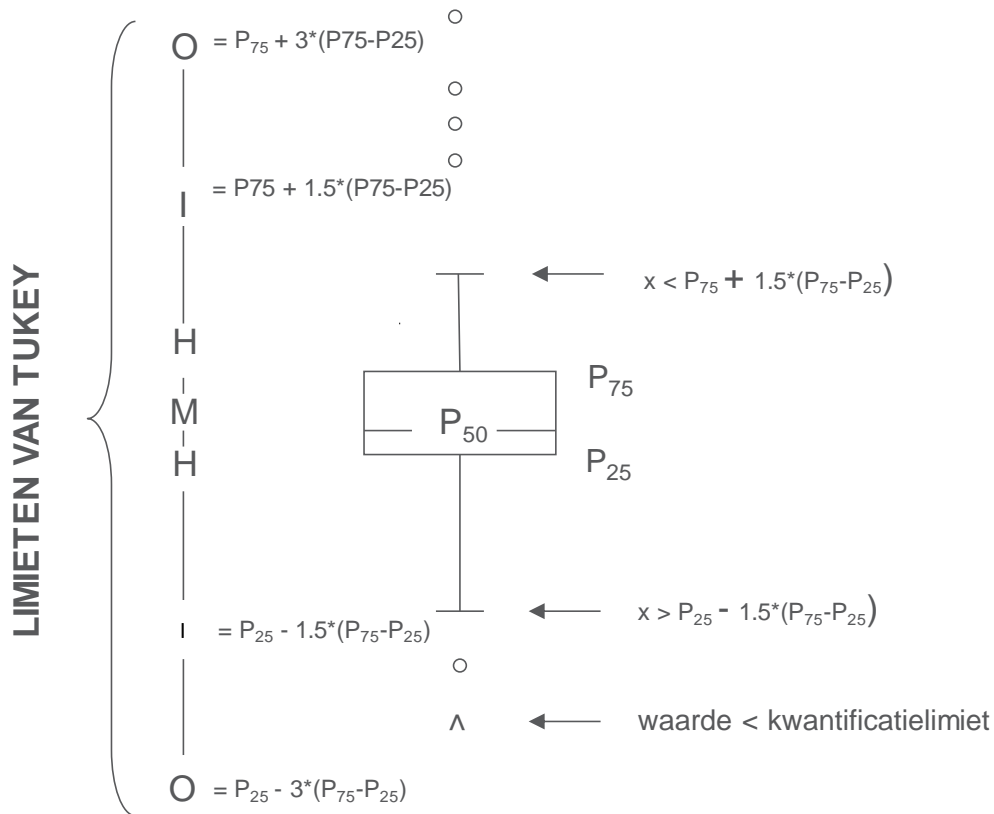 LIMIETEN VAN TUKEY
O = P75 + 3*(P75-P25)
I = P75 + 1.5*(P75-P25)
x < P75 + 1.5*(P75-P25)
H
P75
M
P50
H
P25
x > P25 - 1.5*(P75-P25)
I = P25 - 1.5*(P75-P25)
^
waarde < kwantificatielimiet
O = P25 - 3*(P75-P25)